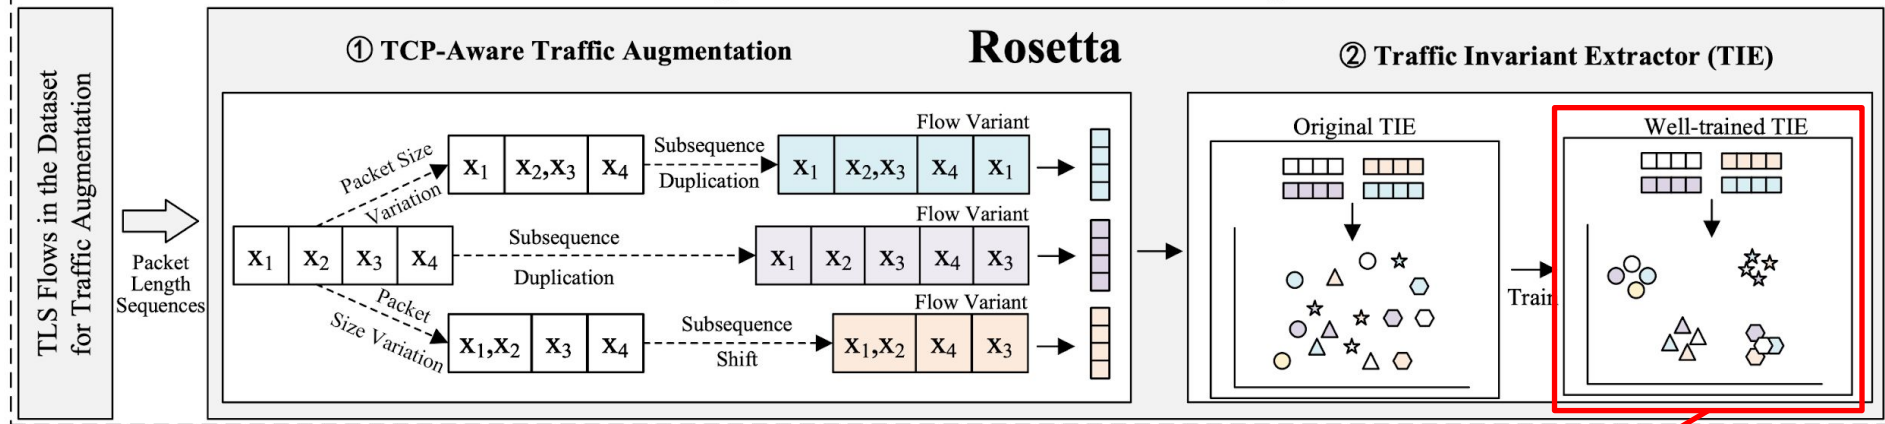 TLS Flows in the Dataset
for Traffic Augmentation
Packet
Length
Sequences
Rosetta
① TCP-Aware Traffic Augmentation
Packet Size
Variation
x1 x2,x3 x4
Subsequence
Duplication
Flow Variant
x1 x2,x3 x4 x1
x1 x2 x3 x4
Subsequence
Duplication
Flow Variant
x1 x2 x3 x4 x3
Packet
Size Variation
x1,x2 x3 x4
Subsequence
Shift
Flow Variant
x1,x2 x4 x3
② Traffic Invariant Extractor (TIE)
Original TIE
Train
Well-trained TIE